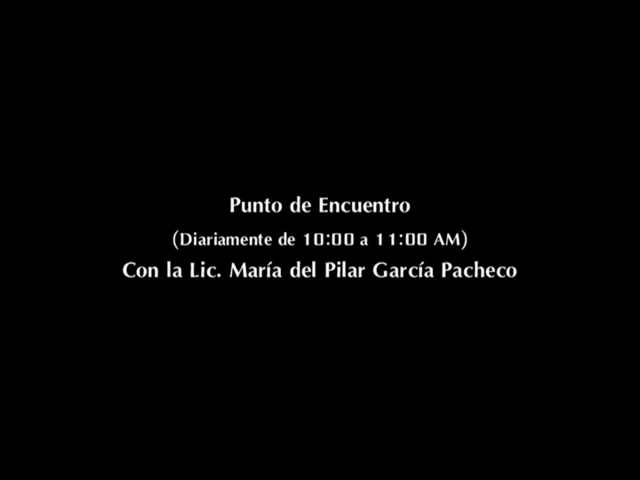 Punto de Encuentro
(Diariamente de 10:00 a 11:00 AM)
Con la Lic. María del Pilar García Pacheco